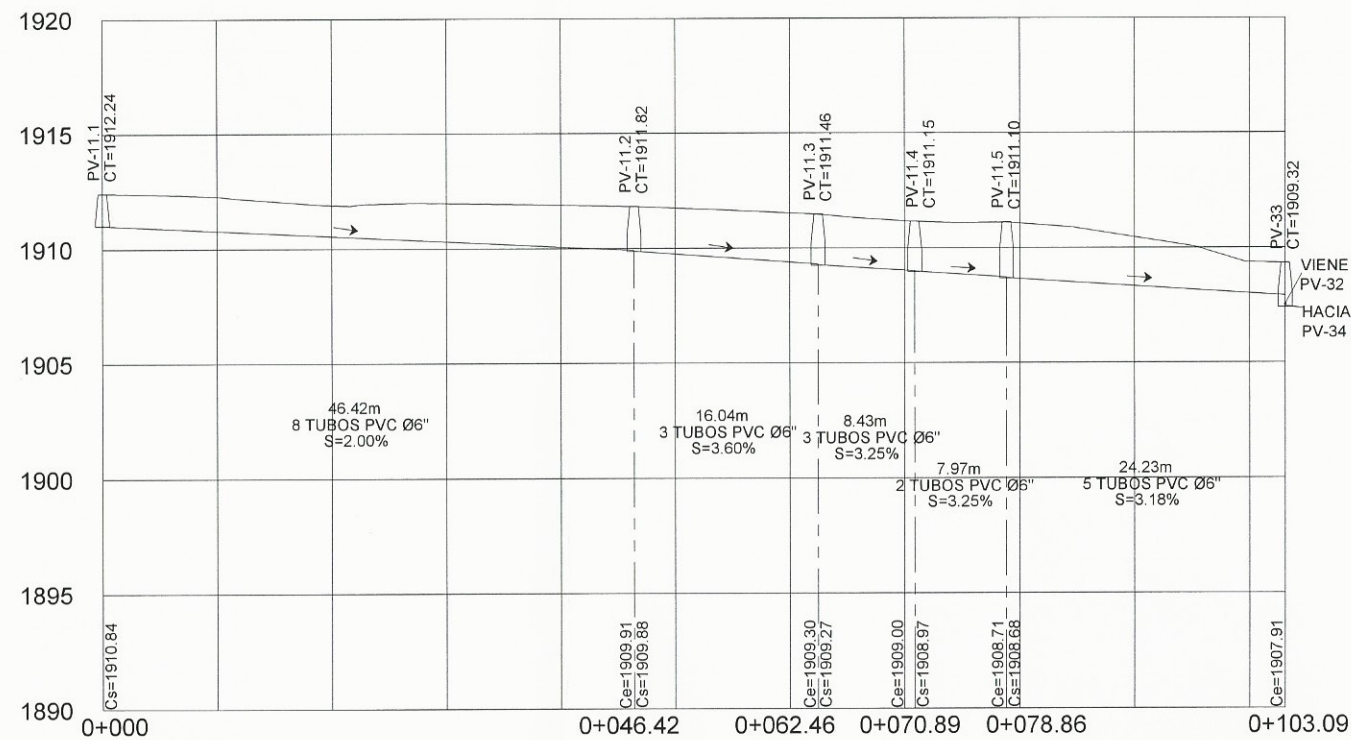 1920
1915
1910
1905
1900
1895
1890
PV-11.1
CT=1912.24
PV-11.2
CT=1911.82
PV-11.3
CT=1911.46
PV-11.4
CT=1911.15
PV-11.5
CT=1911.10
PV-33
CT=1909.32
VIENE
PV-32
HACIA
PV-34
46.42m
8 TUBOS PVC Ø6"
S=2.00%
16.04m
3 TUBOS PVC Ø6"
S=3.60%
8.43m
3 TUBOS PVC Ø6"
S=3.25%
7.97m
2 TUBOS PVC Ø6"
S=3.25%
24.23m
5 TUBOS PVC Ø6"
S=3.18%
Cs=1910.84
Ce=1909.91
Cs=1909.88
Ce=1909.30
Cs=1909.27
Ce=1909.00
Cs=1908.97
Ce=1908.71
Cs=1908.68
Ce=1907.91
0+000
0+046.42
0+062.46
0+070.89
0+078.86
0+103.09